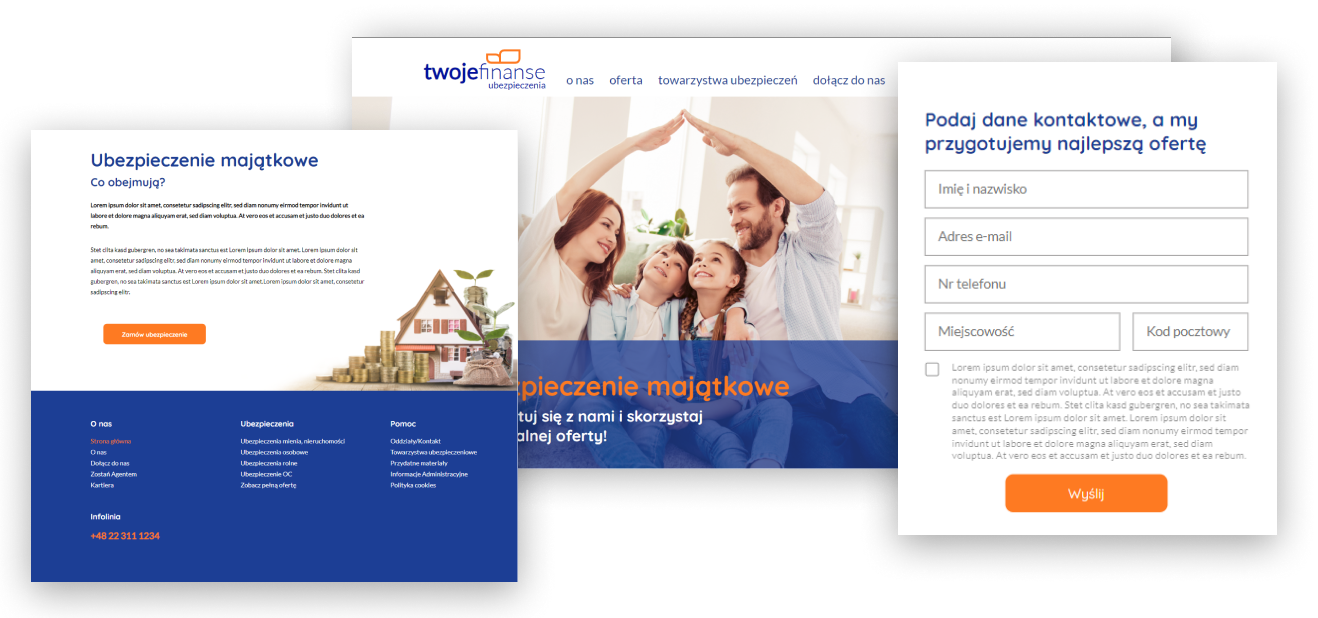 twojefinanse
ubezpieczenia
o nas oferta towarzystwa ubezpieczeń dołącz do nas
pieczenie majątkowe
tuj się z nami i skorzystaj
alnej oferty!
Ubezpieczenie majątkowe
Co obejmują?
Lorem ipsum dolor sit amet, consetetur sadipscing elitr, sed diam nonumy eirmod tempor invidunt ut
labore et dolore magna aliquyam erat, sed diam voluptua. At vero eos et accusam et justo duo dolores et ea
rebum.
Stet clita kasd gubergren, no sea takimata sanctus est Lorem ipsum dolor sit amet. Lorem ipsum dolor sit
amet, consetetur sadipscing elitr, sed diam nonumy eirmod tempor invidunt ut labore et dolore magna
aliquyam erat, sed diam voluptua. At vero eos et accusam et justo duo dolores et ea rebum. Stet clita kasd
gubergren, no sea takimata sanctus est Lorem ipsum dolor sit amet.Lorem ipsum dolor sit amet, consetetur
sadipscing elitr.
Zamów ubezpieczenie
O nas
Strona główna
O nas
Dołącz do nas
Zostań Agentem
Kartiera
Ubezpieczenia
Ubezpieczenia mienia, nieruchomości
Ubezpieczenia osobowe
Ubezpieczenia rolne
Ubezpieczenie OC
Zobacz pełną ofertę
Pomoc
Oddziały/Kontakt
Towarzystwa ubezpieczeniowe
Przydatne materiały
Informacje Administracyjne
Polityka cookies
Infolinia
+48 22 311 1234
Podaj dane kontaktowe, a my
przygotujemy najlepszą ofertę
Imię i nazwisko
Adres e-mail
Nr telefonu
Miejscowość
Kod pocztowy
Lorem ipsum dolor sit amet, consetetur sadipscing elitr, sed diam
nonumy eirmod tempor invidunt ut labore et dolore magna
aliquyam erat, sed diam voluptua. At vero eos et accusam et justo
duo dolores et ea rebum. Stet clita kasd gubergren, no sea takimata
sanctus est Lorem ipsum dolor sit amet. Lorem ipsum dolor sit
amet, consetetur sadipscing elitr, sed diam nonumy eirmod tempor
invidunt ut labore et dolore magna aliquyam erat, sed diam
voluptua. At vero eos et accusam et justo duo dolores et ea rebum.
Wyślij